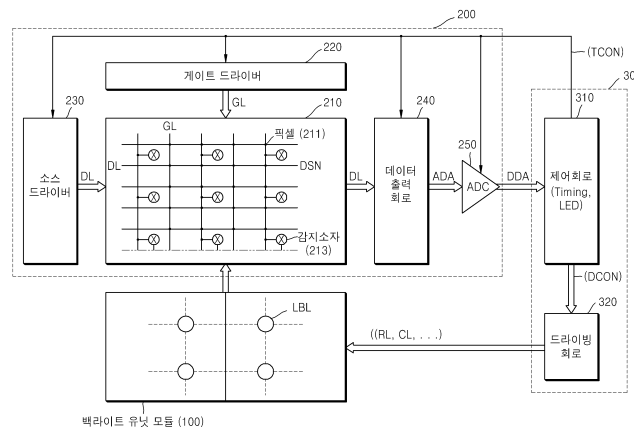 200
(TCON)
220
게이트 드라이버
30
230
GL
210
240
310
GL
픽셀 (211)
250
소스
드라이버
DL
DL
DSN
DL
데이터
출력
회로
ADA
ADC
DDA
제어회로
(Timing,
LED)
감지소자
(213)
(DCON)
LBL
320
((RL, CL, . . .)
드라이빙
회로
백라이트 유닛 모듈 (100)